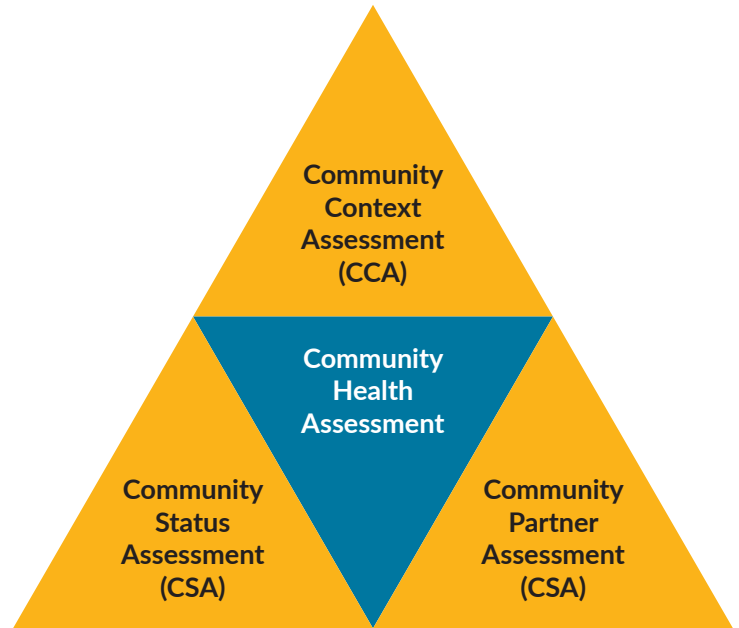 Community
Context
Assessment
(CCA)
Community
Health
Assessment
Community
Status
Assessment
(CSA)
Community
Partner
Assessment
(CSA)